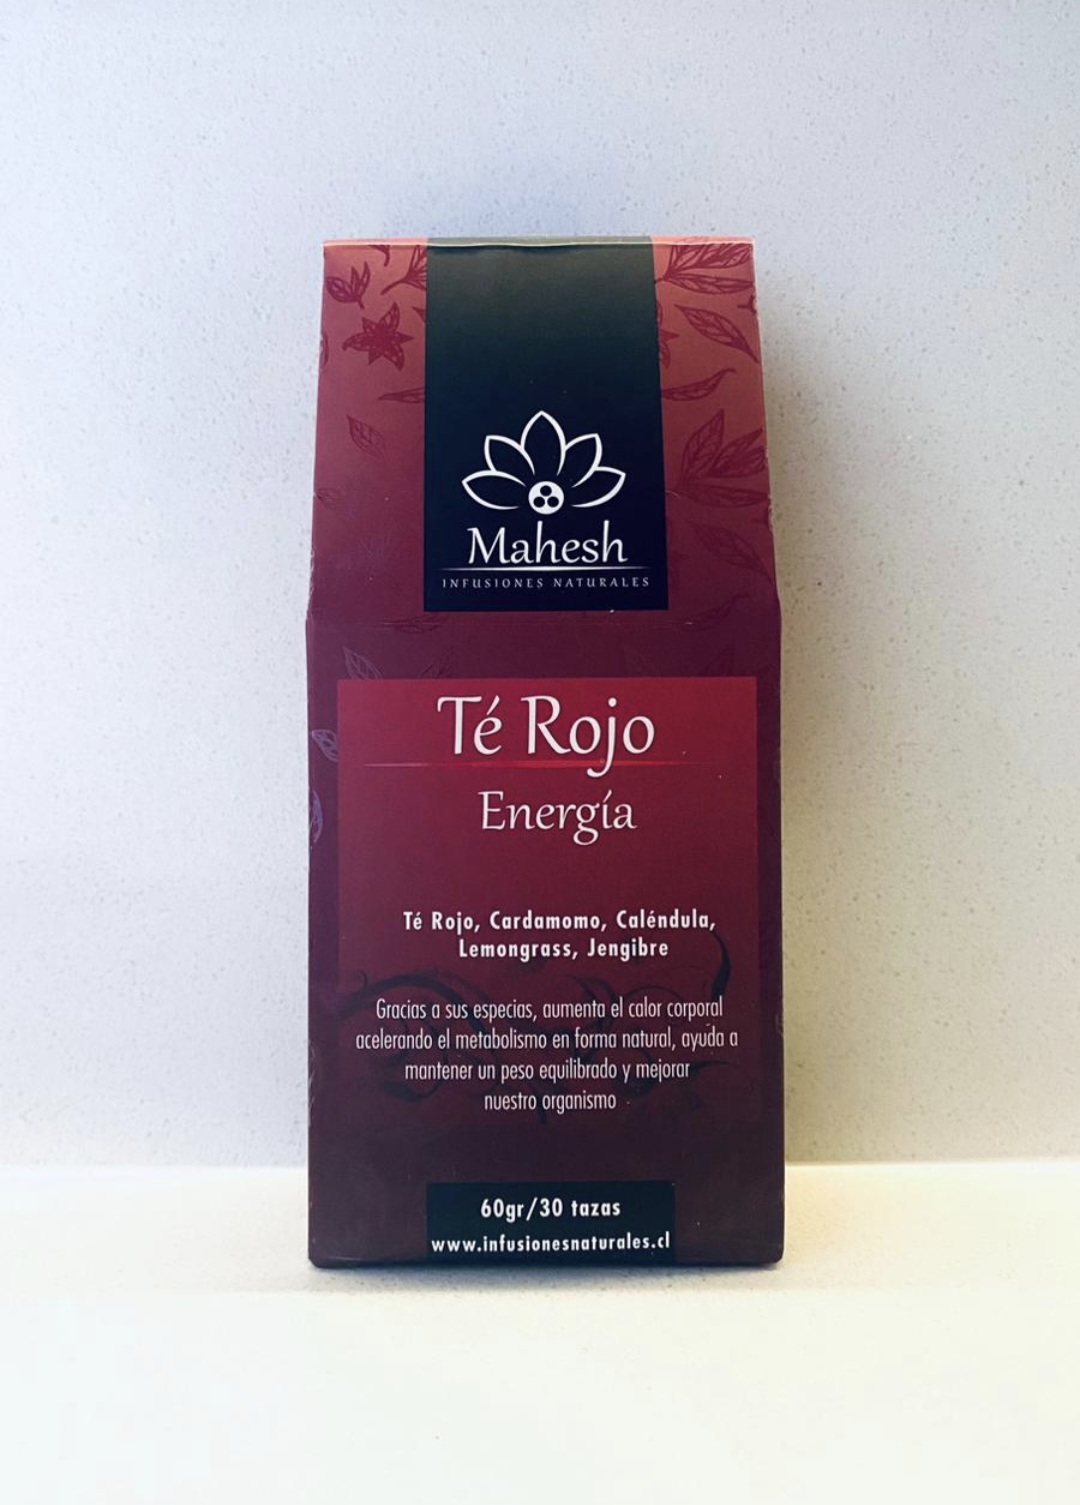 Mahesh
INFUSIONES NATURALES
Té Rojo
Energía
Té Rojo, Cardamomo, Caléndula,
Lemongrass, Jengibre
Gracias a sus especias, aumenta el calor corporal
acelerando el metabolismo en forma natural, ayuda a
mantener un peso equilibrado y mejorar
nuestro organismo
60gr/30 tazas
www.infusionesnaturales.cl